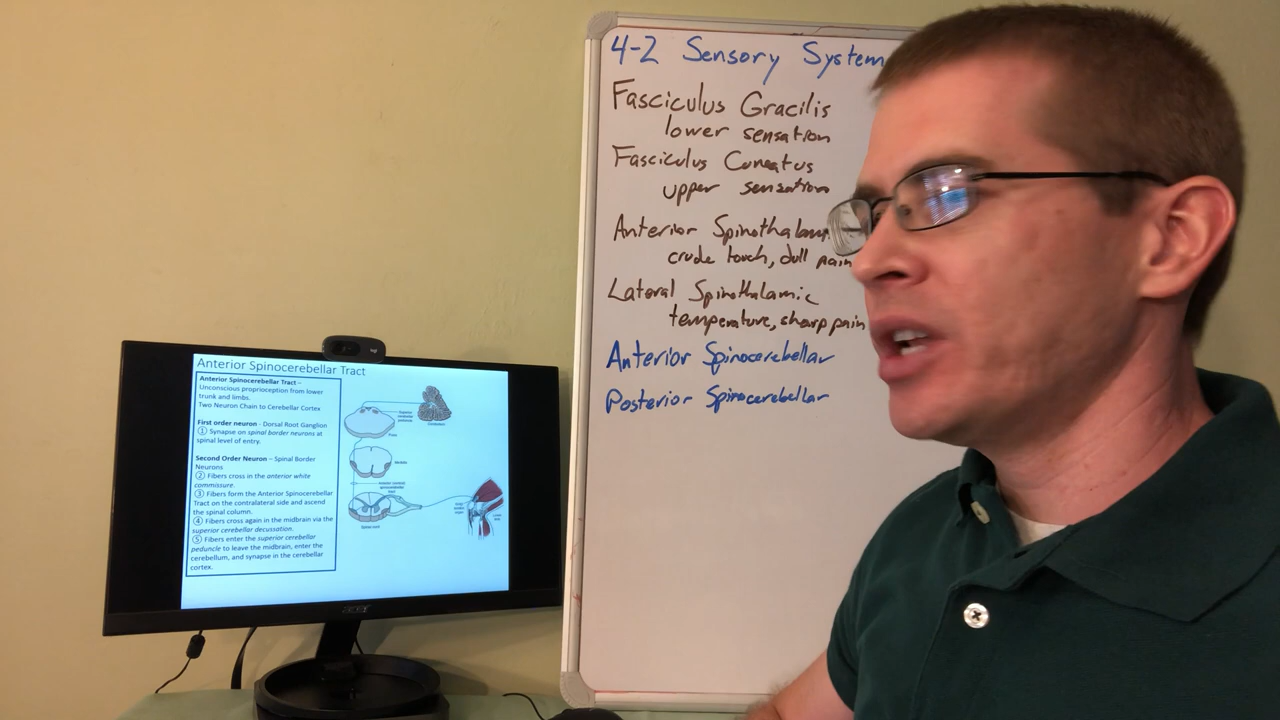 4-2 Sensory System
Fasciculus Gracilis
lower sensation
Fasciculus Cuneatus
upper sensation
Anterior
crude touch, dull pain
Lateral Spinothalamic
temperature, sharp pain
Anterior Spinocerebellar
Posterior Spinocerebellar
Anterior Spinocerebellar Tract
Anterior Spinocerebellar Tract –
Unconscious proprioception from lower
trunk and limbs.
Two Neuron Chain to Cerebellar Cortex
First order neuron - Dorsal Root Ganglion
① Synapse on spinal border neurons at
spinal level of entry.
Second Order Neuron – Spinal Border
Neurons
② Fibers cross in the anterior white
commissure.
③ Fibers form the Anterior Spinocerebellar
Tract on the contralateral side and ascend
the spinal column.
④ Fibers cross again in the midbrain via the
superior cerebellar decussation.
⑤ Fibers enter the superior cerebellar
peduncle to leave the midbrain, enter the
cerebellum, and synapse in the cerebellar
cortex.
Cerebellum
Pons
Medulla
Spinal cord
acer